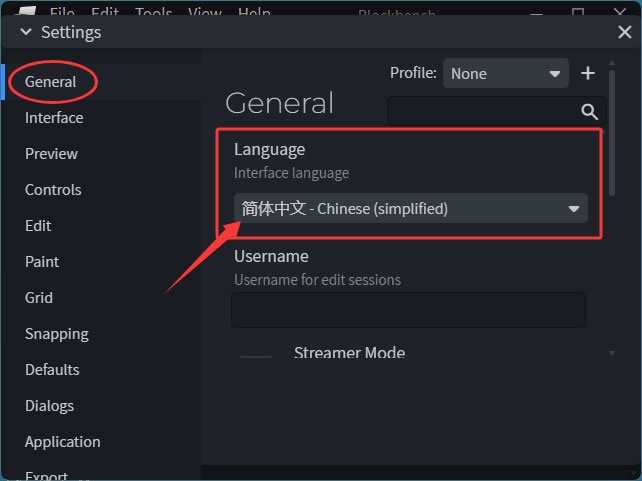 File Edit Tools View Help Blockbench
Settings
Profile: None
General
General
Interface
Preview
Controls
Edit
Paint
Grid
Snapping
Defaults
Dialogs
Application
Export
Language
Interface language
简体中文 - Chinese (simplified)
Username
Username for edit sessions
Streamer Mode